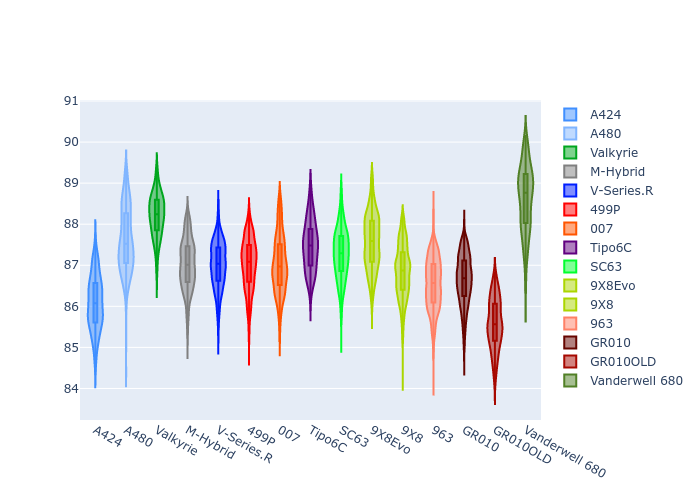 91
90
89
88
87
86
85
84
A424
A480
Valkyrie
M-Hybrid
V-Series.R
499P
007
Tipo6C
SC63
9X8Evo
9X8
963
GR010
GR010OLD
Vanderwell 680
A424
A480
Valkyrie
M-Hybrid
V-Series.R
499P
007
Tipo6C
SC63
9X8Evo
9X8
963
GR010
GR010OLD
Vanderwell 680